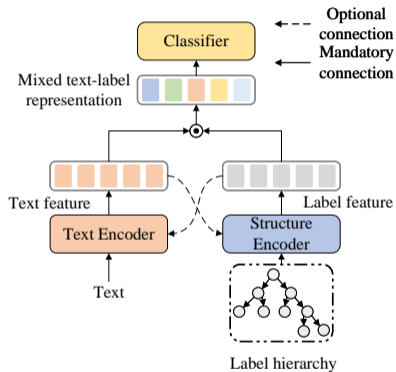 Classifier
Optional
connection
Mandatory
connection
Mixed text-label
representation
Text feature
Label feature
Text Encoder
Structure
Encoder
Text
Label hierarchy